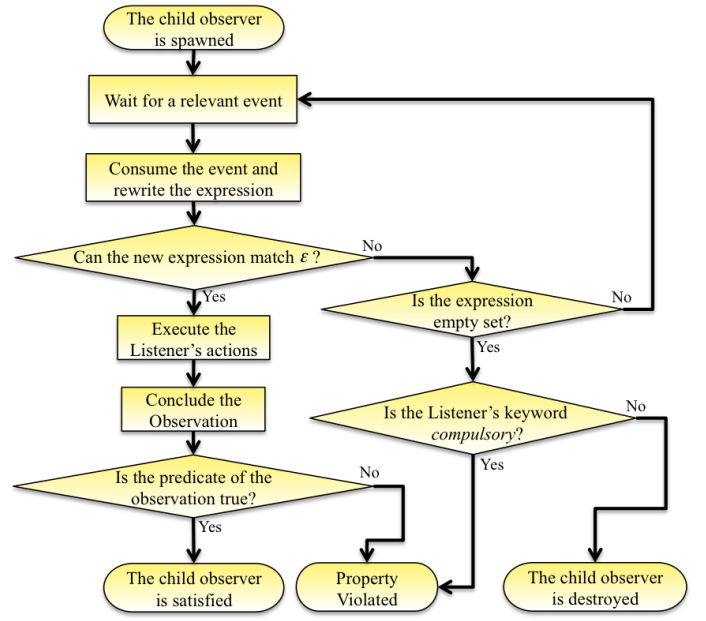 The child observer
is spawned
Wait for a relevant event
Consume the event and
rewrite the expression
Can the new expression match ε ?
No
Yes
Is the expression
empty set?
No
Yes
Execute the
Listener's actions
Conclude the
Observation
Is the Listener's keyword
compulsory?
No
Yes
Is the predicate of the
observation true?
No
Yes
The child observer
is satisfied
Property
Violated
The child observer
is destroyed